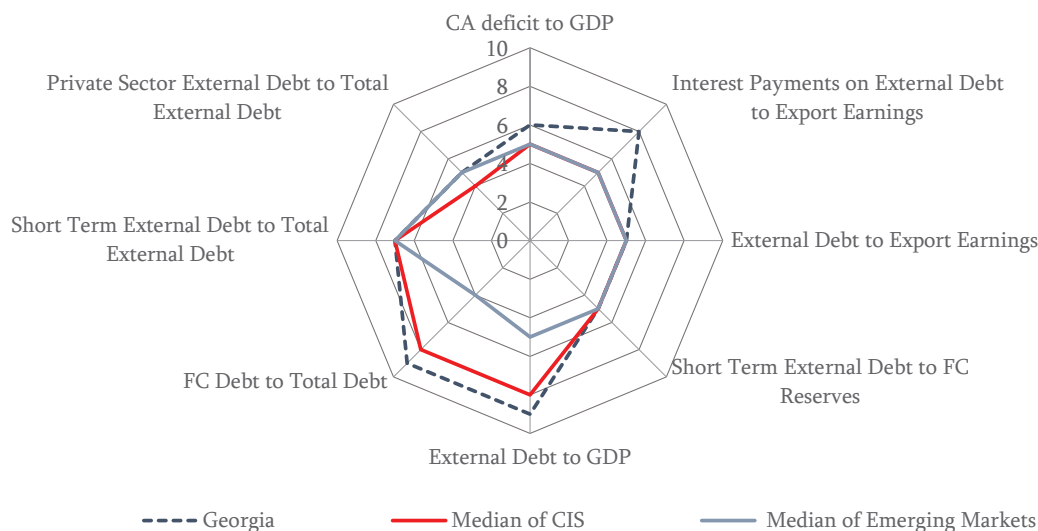 CA deficit to GDP
10
8
6
4
2
0
Private Sector External Debt to Total
External Debt
Interest Payments on External Debt
to Export Earnings
Short Term External Debt to Total
External Debt
External Debt to Export Earnings
FC Debt to Total Debt
Short Term External Debt to FC
Reserves
External Debt to GDP
Georgia
Median of CIS
Median of Emerging Markets